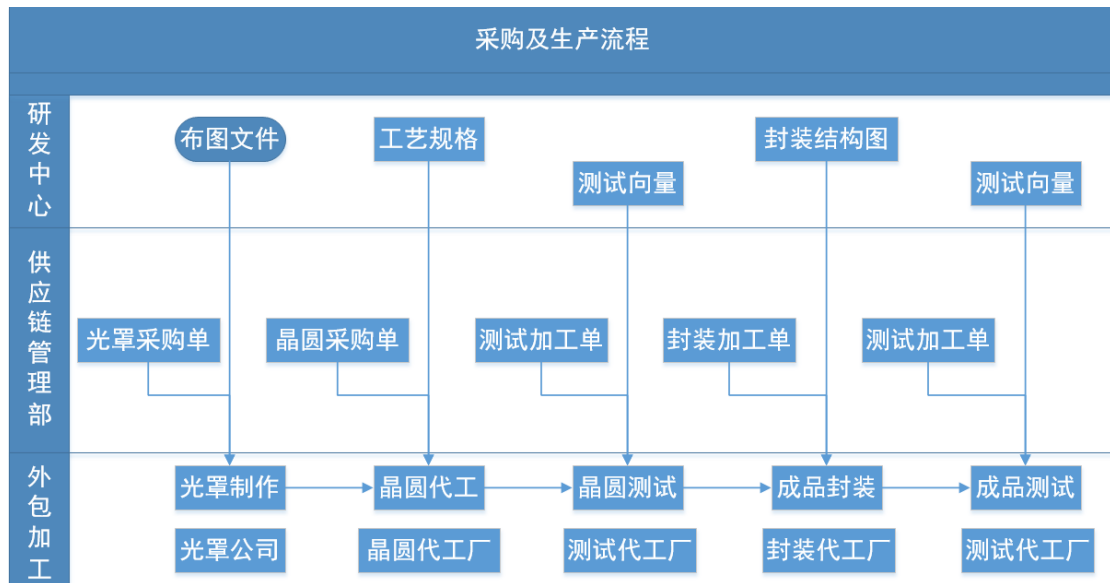 采购及生产流程
研发中心
布图文件
工艺规格
封装结构图
测试向量
测试向量
供应链管理部
光罩采购单
晶圆采购单
测试加工单
封装加工单
测试加工单
外包加工
光罩制作
晶圆代工
晶圆测试
成品封装
成品测试
光罩公司
晶圆代工厂
测试代工厂
封装代工厂
测试代工厂